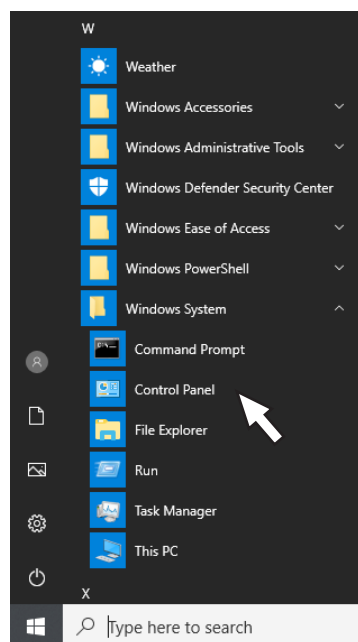 W
Weather
Windows Accessories
Windows Administrative Tools
Windows Defender Security Center
Windows Ease of Access
Windows PowerShell
Windows System
Command Prompt
Control Panel
File Explorer
Run
Task Manager
This PC
X
Type here to search